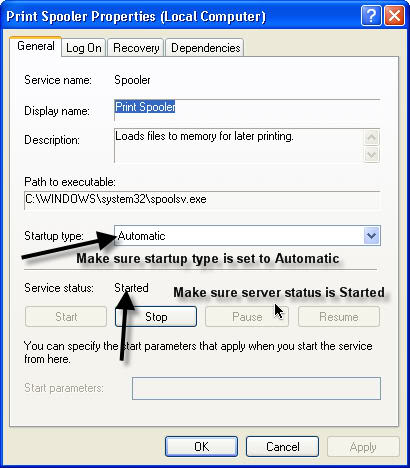 Print Spooler Properties (Local Computer)
General Log On Recovery Dependencies
Service name: Spooler
Display name: Print Spooler
Description: Loads files to memory for later printing.
Path to executable:
C:\WINDOWS\system32\spoolsv.exe
Startup type: Automatic
Make sure startup type is set to Automatic
Service status: Started
Make sure server status is Started
Start Stop Pause Resume
You can specify the start parameters that apply when you start the service
from here.
Start parameters:
OK Cancel Apply